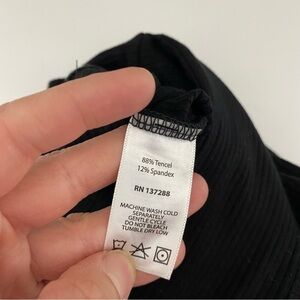 88% Tencel
12% Spandex
RN 137288
MACHINE WASH COLD
SEPARATELY
GENTLE CYCLE
DO NOT BLEACH
TUMBLE DRY LOW